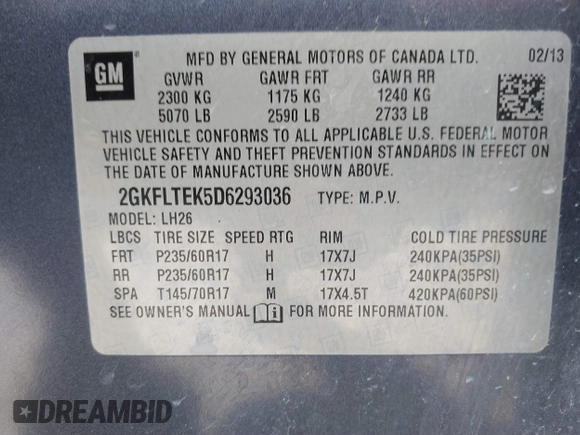 GM
MFD BY GENERAL MOTORS OF CANADA LTD. 02/13
GVWR GAWR FRT GAWR RR
2300 KG 1175 KG 1240 KG
5070 LB 2590 LB 2733 LB
THIS VEHICLE CONFORMS TO ALL APPLICABLE U.S. FEDERAL MOTOR
VEHICLE SAFETY AND THEFT PREVENTION STANDARDS IN EFFECT ON
THE DATE OF MANUFACTURE SHOWN ABOVE.
2GKFLTEK5D6293036 TYPE: M.P.V.
MODEL: LH26
LBCS TIRE SIZE SPEED RTG RIM COLD TIRE PRESSURE
FRT P235/60R17 H 17X7J 240KPA(35PSI)
RR P235/60R17 H 17X7J 240KPA(35PSI)
SPA T145/70R17 M 17X4.5T 420KPA(60PSI)
SEE OWNER'S MANUAL FOR MORE INFORMATION.
DREAMBID